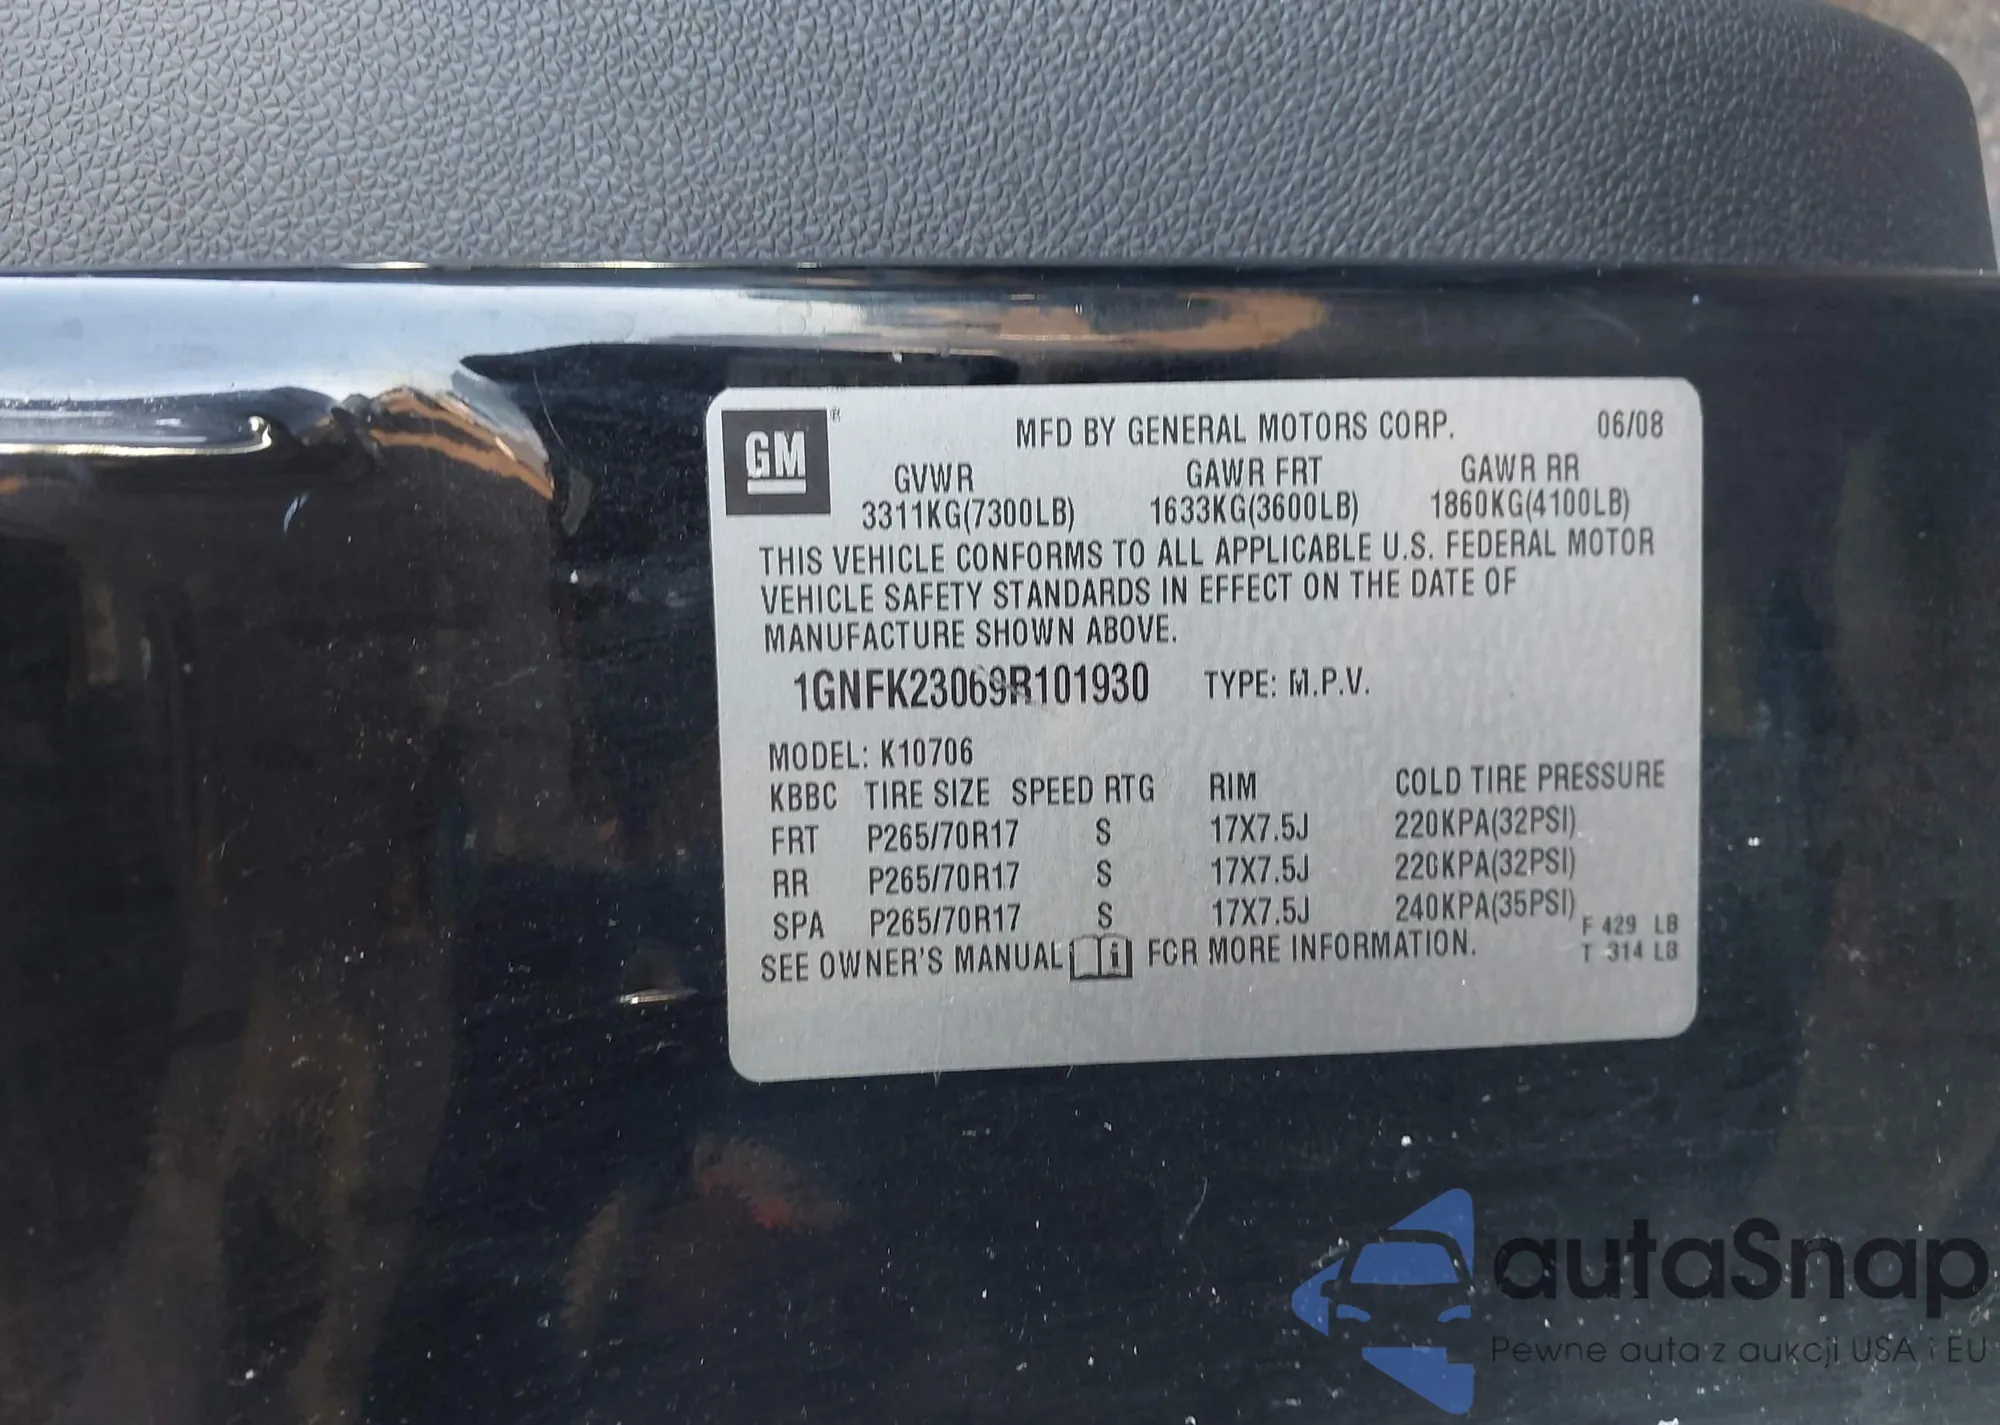 GM ®
MFD BY GENERAL MOTORS CORP. 06/08
GVWR GAWR FRT GAWR RR
3311KG(7300LB) 1633KG(3600LB) 1860KG(4100LB)
THIS VEHICLE CONFORMS TO ALL APPLICABLE U.S. FEDERAL MOTOR
VEHICLE SAFETY STANDARDS IN EFFECT ON THE DATE OF
MANUFACTURE SHOWN ABOVE.
1GNFK23069R101930 TYPE: M.P.V.
MODEL: K10706
KBBC TIRE SIZE SPEED RTG RIM COLD TIRE PRESSURE
FRT P265/70R17 S 17X7.5J 220KPA(32PSI)
RR P265/70R17 S 17X7.5J 220KPA(32PSI)
SPA P265/70R17 S 17X7.5J 240KPA(35PSI)
F 429 LB
SEE OWNER'S MANUAL i FOR MORE INFORMATION.
T 314 LB
autaSnap
Pewne auta z aukcji USA i EU